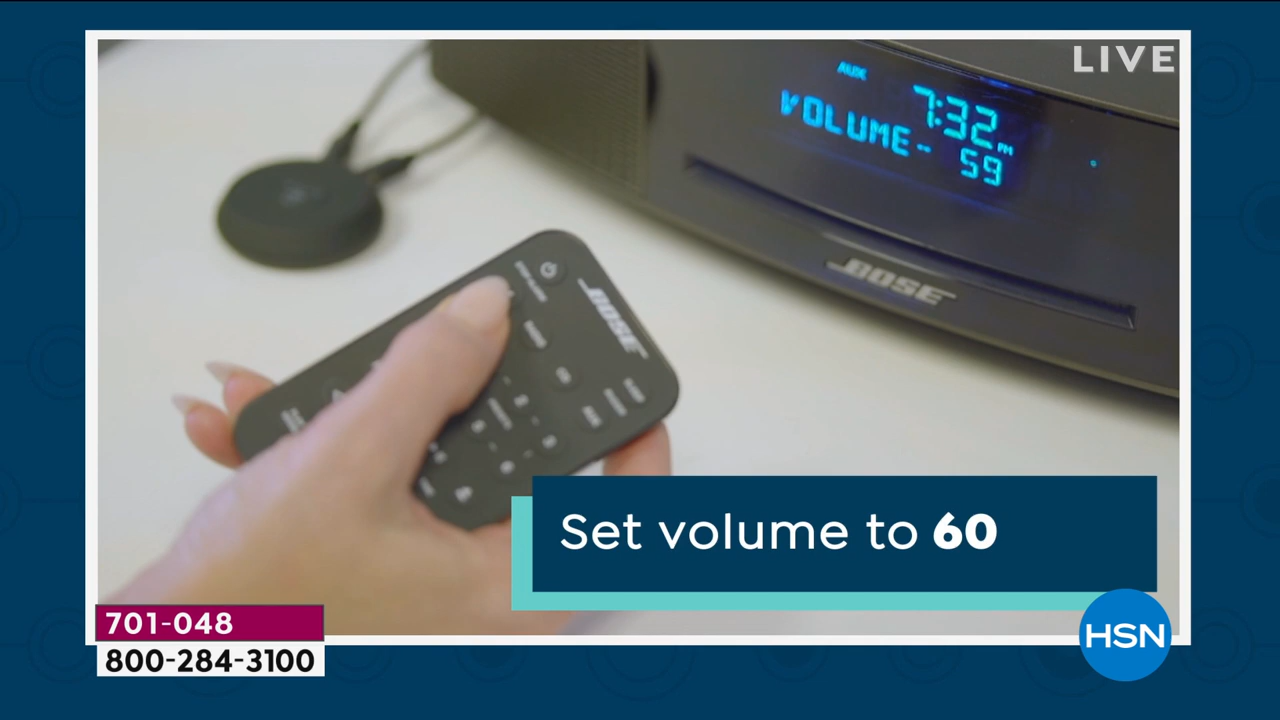 LIVE
AUX
7:32 PM
VOLUME- 59
BOSE
BOSE
Set volume to 60
701-048
800-284-3100
HSN